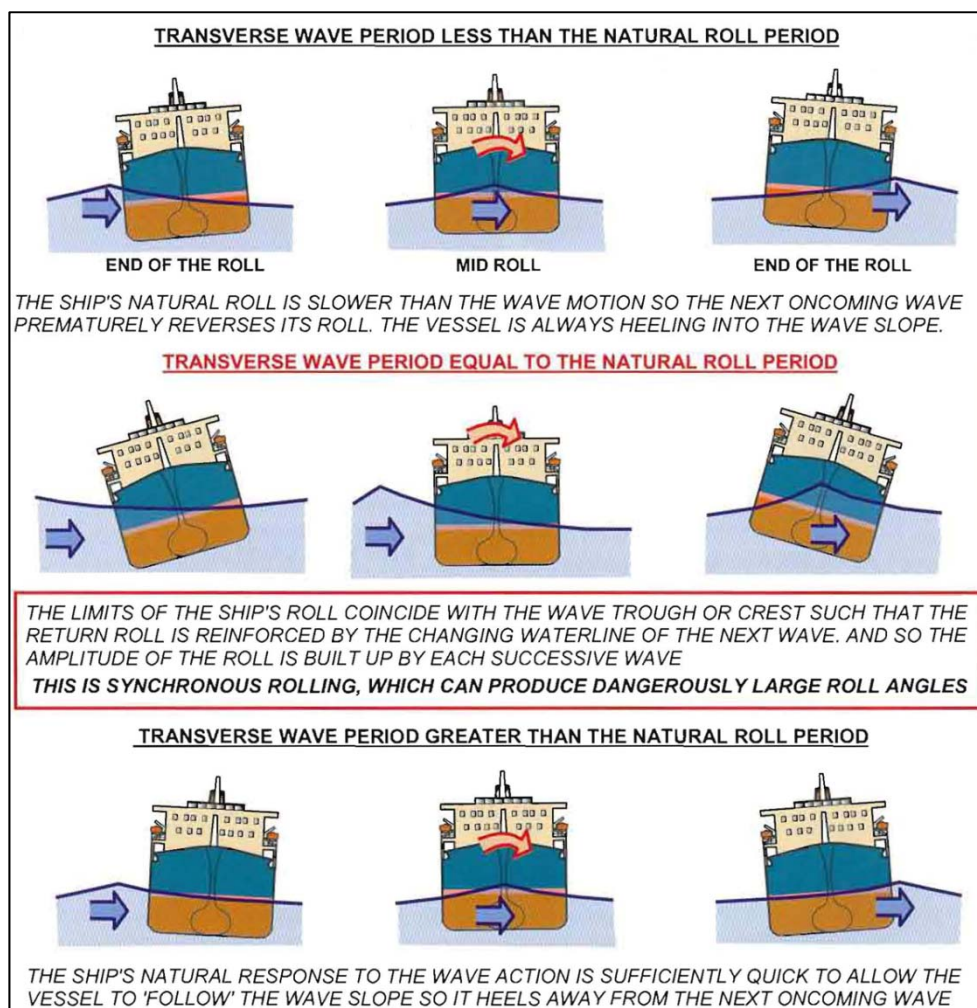 TRANSVERSE WAVE PERIOD LESS THAN THE NATURAL ROLL PERIOD
END OF THE ROLL
MID ROLL
END OF THE ROLL
THE SHIP'S NATURAL ROLL IS SLOWER THAN THE WAVE MOTION SO THE NEXT ONCOMING WAVE
PREMATURELY REVERSES ITS ROLL. THE VESSEL IS ALWAYS HEELING INTO THE WAVE SLOPE.
TRANSVERSE WAVE PERIOD EQUAL TO THE NATURAL ROLL PERIOD
THE LIMITS OF THE SHIP'S ROLL COINCIDE WITH THE WAVE TROUGH OR CREST SUCH THAT THE
RETURN ROLL IS REINFORCED BY THE CHANGING WATERLINE OF THE NEXT WAVE. AND SO THE
AMPLITUDE OF THE ROLL IS BUILT UP BY EACH SUCCESSIVE WAVE
THIS IS SYNCHRONOUS ROLLING, WHICH CAN PRODUCE DANGEROUSLY LARGE ROLL ANGLES
TRANSVERSE WAVE PERIOD GREATER THAN THE NATURAL ROLL PERIOD
THE SHIP'S NATURAL RESPONSE TO THE WAVE ACTION IS SUFFICIENTLY QUICK TO ALLOW THE
VESSEL TO 'FOLLOW' THE WAVE SLOPE SO IT HEELS AWAY FROM THE NEXT ONCOMING WAVE